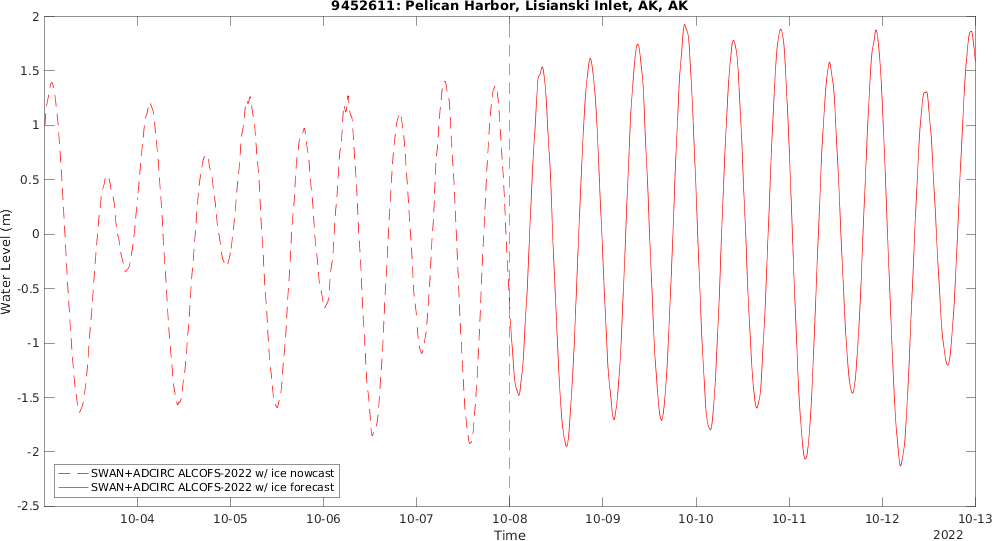 9452611: Pelican Harbor, Lisianski Inlet, AK, AK
2
1.5
1
0.5
0
-0.5
-1
-1.5
-2
-2.5
Water Level (m)
SWAN+ADCIRC ALCOFS-2022 w/ ice nowcast
SWAN+ADCIRC ALCOFS-2022 w/ ice forecast
10-04 10-05 10-06 10-07 10-08 10-09 10-10 10-11 10-12 10-13
Time
2022